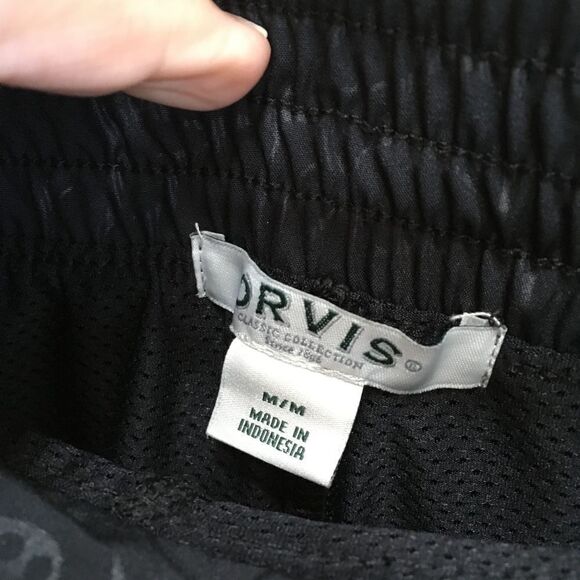 ORVIS®
CLASSIC COLLECTION
Since 1856
M/M
MADE IN
INDONESIA